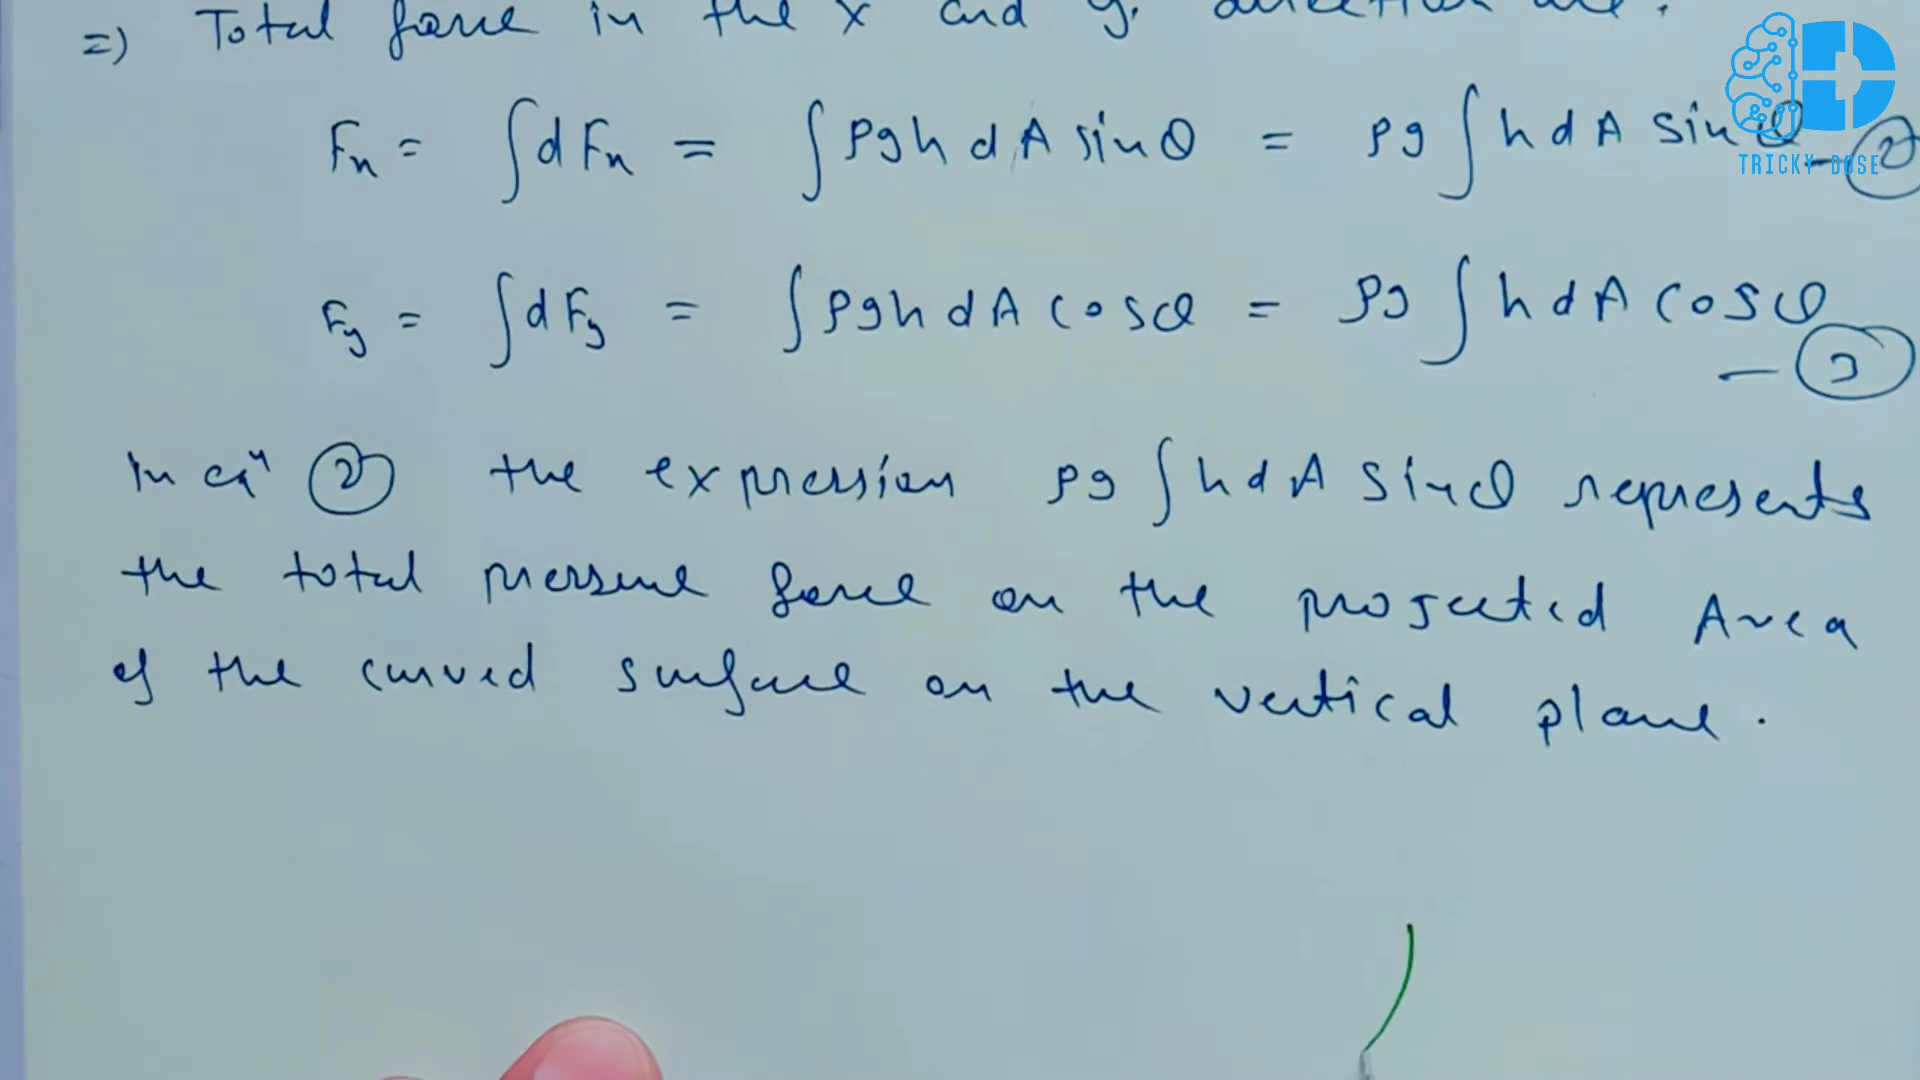 =) Total force in the x and y. direction are.
Fx = ∫dFx = ∫ρgh dA sinθ = ρg∫h dA sinθ — ②
TRICKY DOSE
Fy = ∫dFy = ∫ρgh dA cosθ = ρg∫h dA cosθ
— ③
In eqⁿ ② the expression ρg∫h dA sinθ represents
the total pressure force on the projected Area
of the curved surface on the vertical plane.